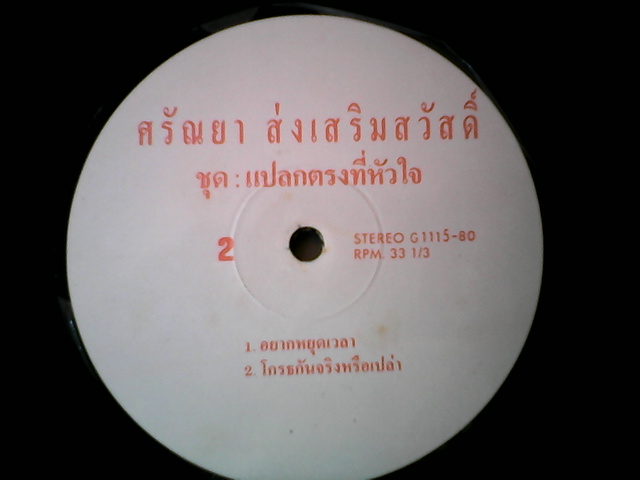 ศรัณยา ส่งเสริมสวัสดิ์
ชุด : แปลกตรงที่หัวใจ
2
STEREO G1115-80
RPM. 33 1/3
1. อยากหยุดเวลา
2. โกรธกันจริงหรือเปล่า